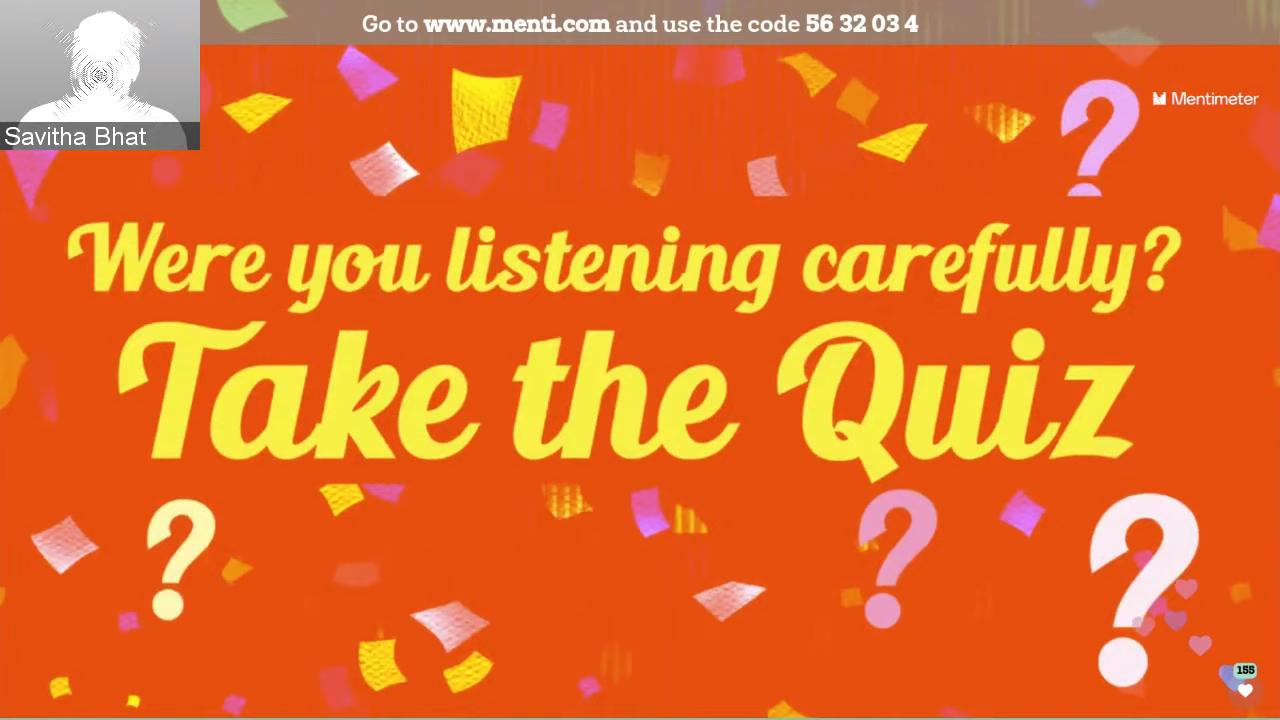 Go to www.menti.com and use the code 56 32 03 4
Mentimeter
Savitha Bhat
Were you listening carefully?
Take the Quiz
155